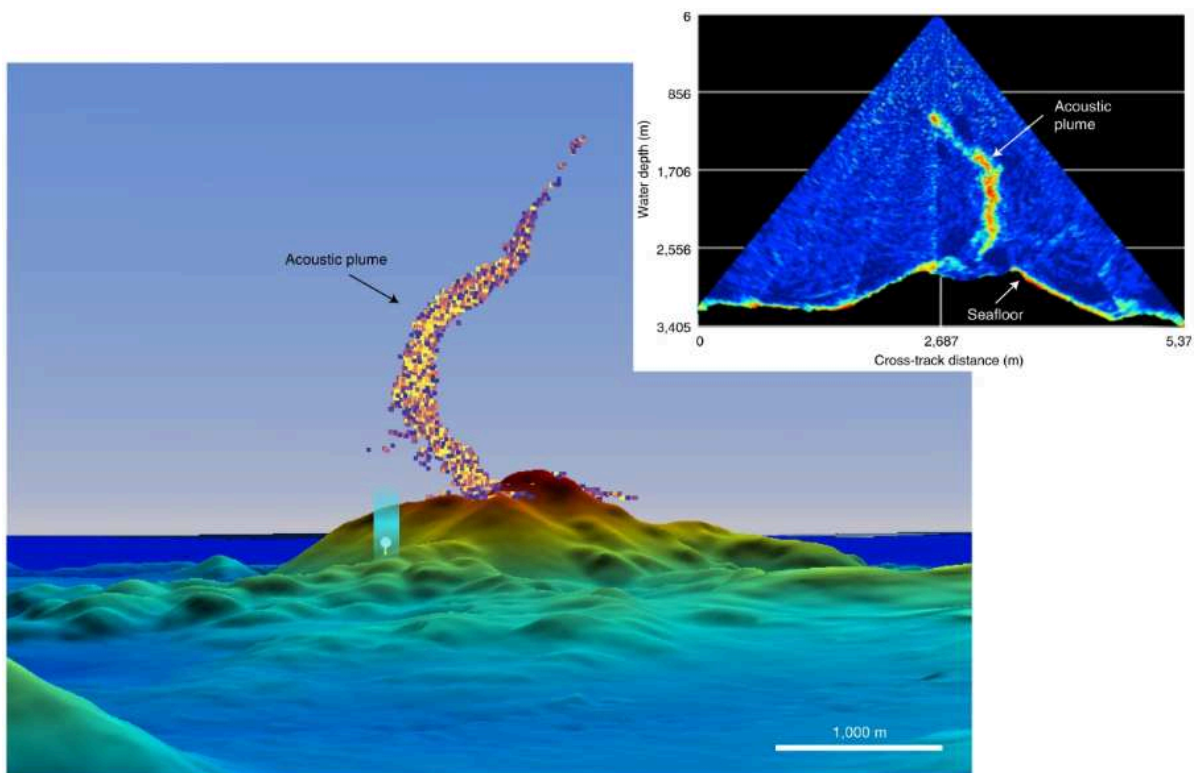 6
856
1,706
2,556
3,405
Water depth (m)
Acoustic
plume
Seafloor
0
2,687
5,37
Cross-track distance (m)
Acoustic plume
1,000 m